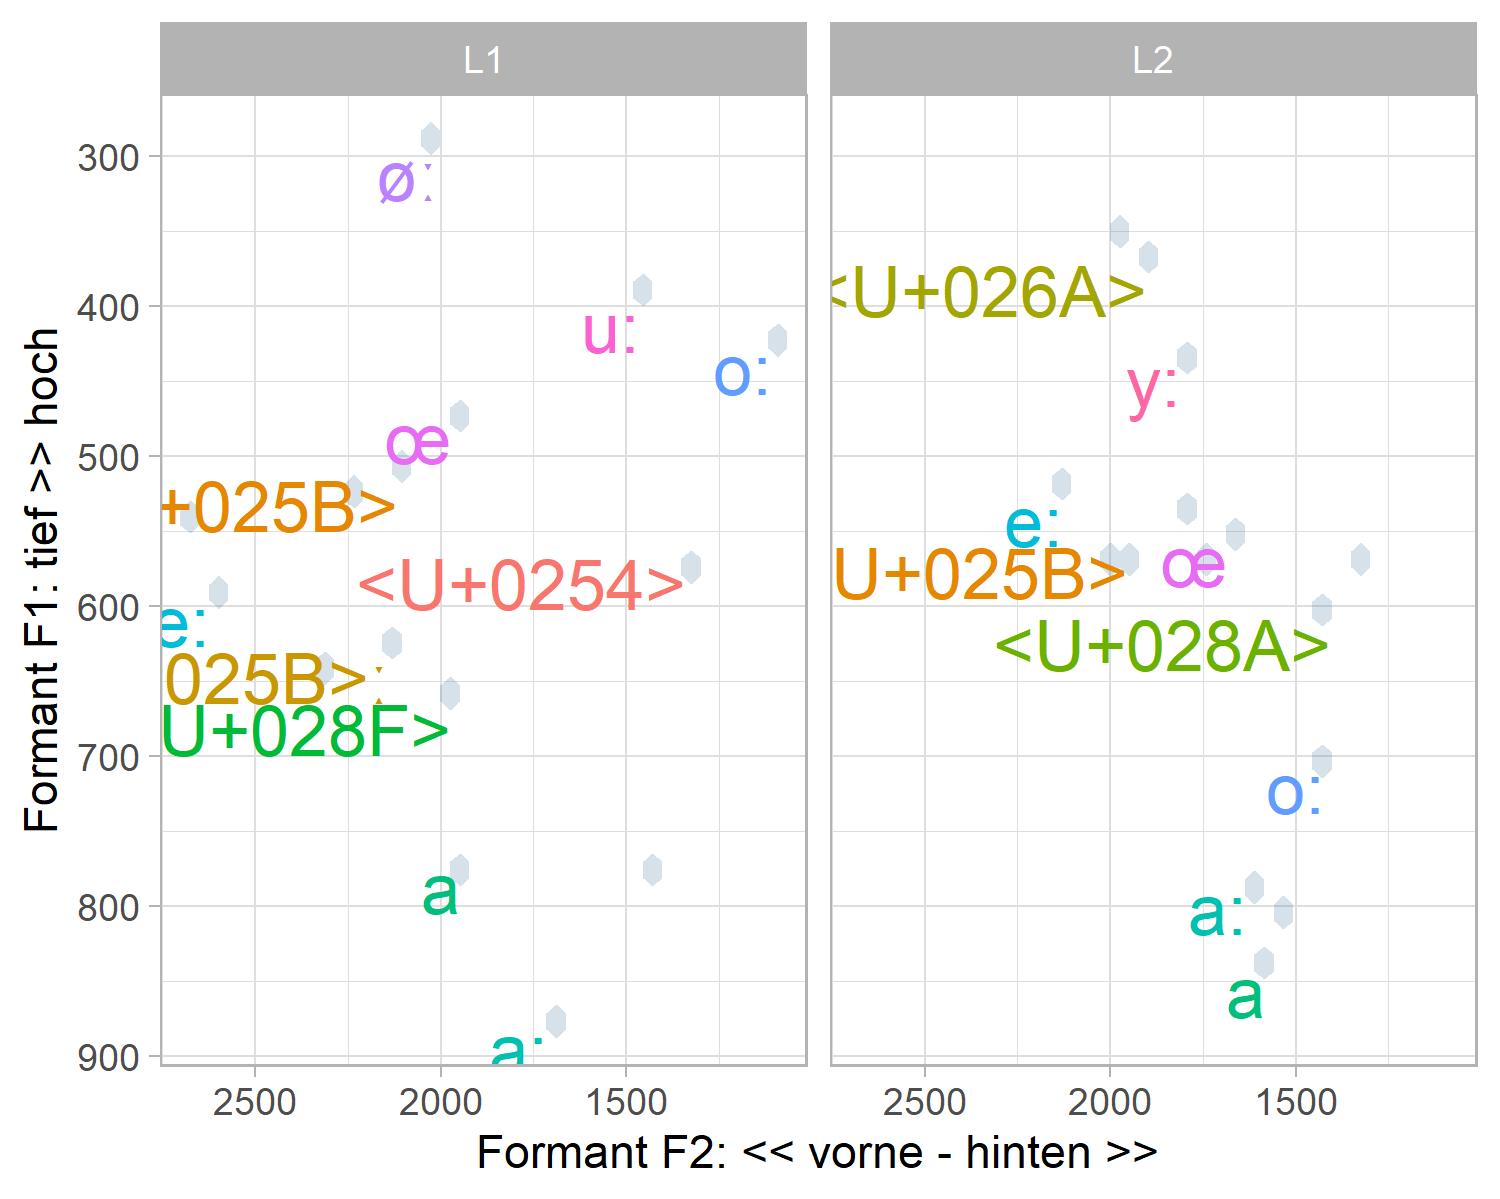 L1
L2
300
400
500
600
700
800
900
Formant F1: tief >> hoch
ø:
u:
o:
œ
+025B>
<U+0254>
e:
025B>:
U+028F>
a
a:
<U+026A>
y:
e:
U+025B>
œ
<U+028A>
o:
a:
a
2500 2000 1500
2500 2000 1500
Formant F2: << vorne - hinten >>